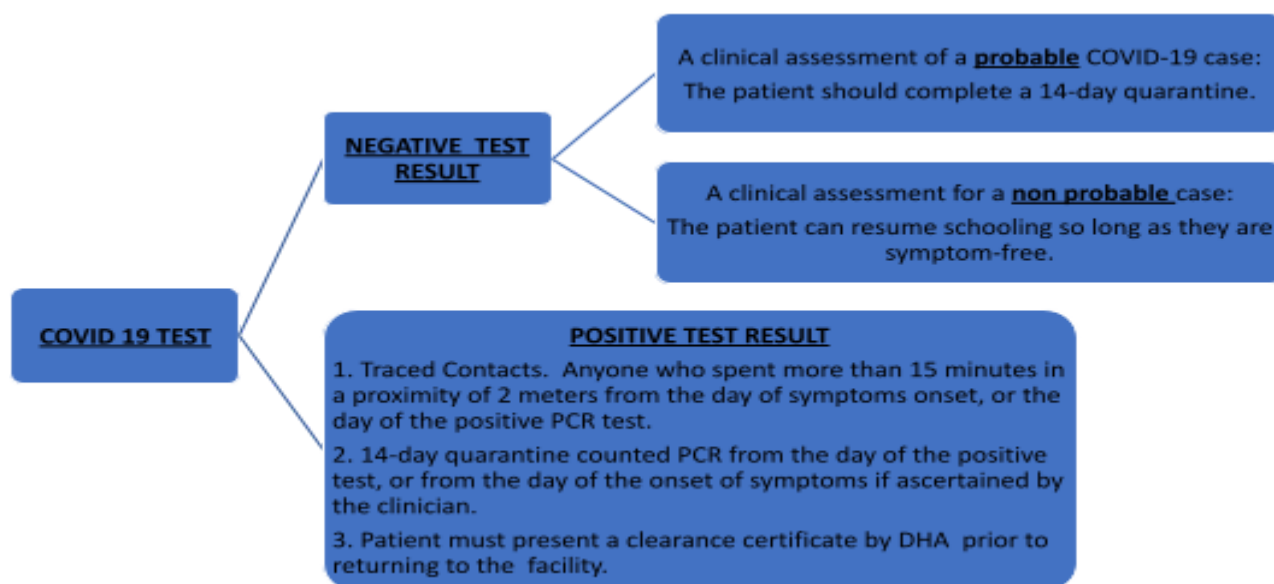 A clinical assessment of a probable COVID-19 case:
The patient should complete a 14-day quarantine.
NEGATIVE TEST
RESULT
A clinical assessment for a non probable case:
The patient can resume schooling so long as they are
symptom-free.
COVID 19 TEST
POSITIVE TEST RESULT
1. Traced Contacts. Anyone who spent more than 15 minutes in
a proximity of 2 meters from the day of symptoms onset, or the
day of the positive PCR test.
2. 14-day quarantine counted PCR from the day of the positive
test, or from the day of the onset of symptoms if ascertained by
the clinician.
3. Patient must present a clearance certificate by DHA prior to
returning to the facility.